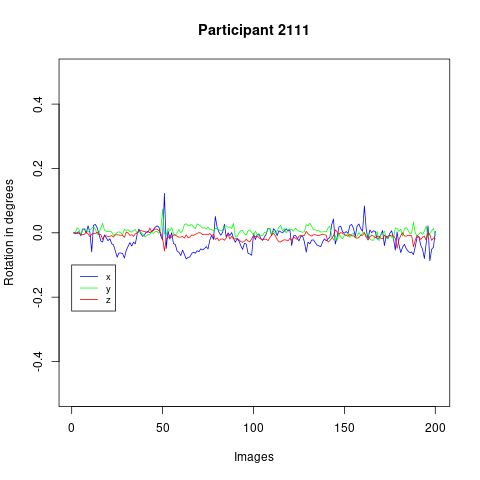 Participant 2111
Rotation in degrees
0.4
0.2
0.0
-0.2
-0.4
x
y
z
0 50 100 150 200
Images